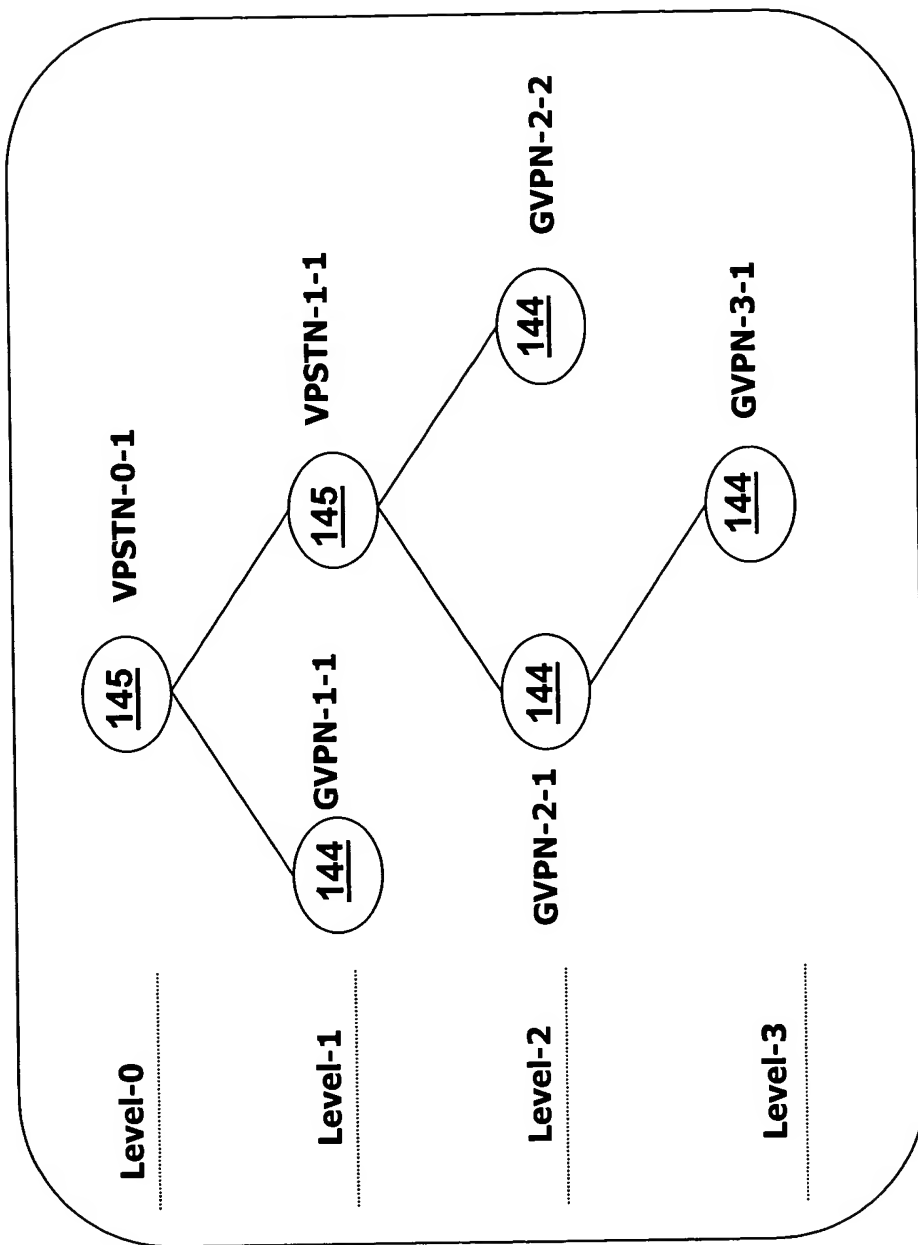 Level-0
145
VPSTN-0-1
Level-1
144
GVPN-1-1
145
VPSTN-1-1
Level-2
GVPN-2-1
144
144
GVPN-2-2
Level-3
144
GVPN-3-1